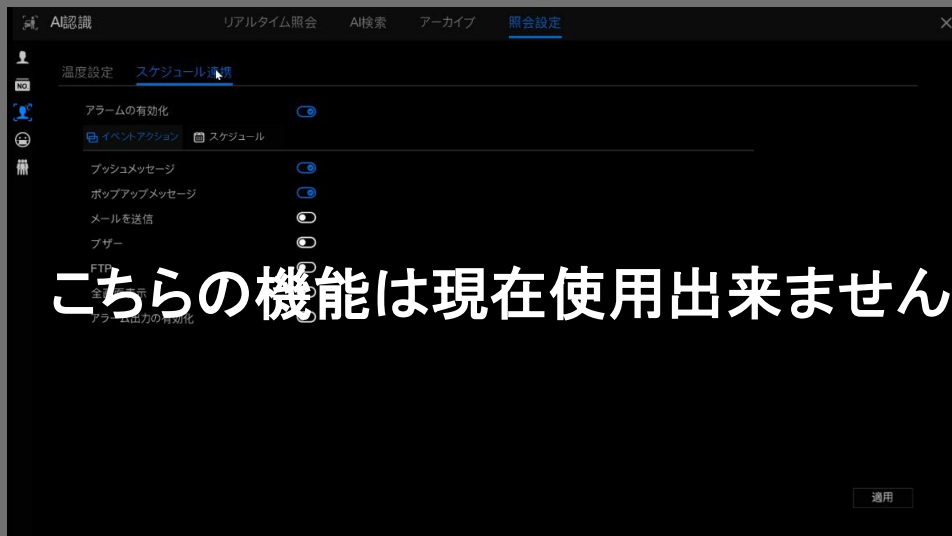 AI認識 リアルタイム照会 AI検索 アーカイブ 照会設定
NO.
温度設定 スケジュール連携
アラームの有効化
イベントアクション スケジュール
プッシュメッセージ
ポップアップメッセージ
メールを送信
ブザー
FTP
こちらの機能は現在使用出来ません
全画面表示
アラーム出力の有効化
適用